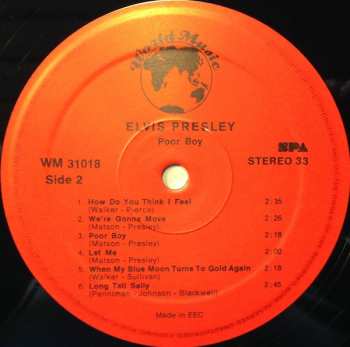 World Music
ELVIS PRESLEY
Poor Boy
WM 31018
Side 2
SPA
STEREO 33
1. How Do You Think I Feel 2:15
(Walker - Pierce)
2. We're Gonna Move 2:26
(Matson - Presley)
3. Poor Boy 2:18
(Matson - Presley)
4. Let Me 2:02
(Matson - Presley)
5. When My Blue Moon Turns To Gold Again 2:18
(Walker - Sullivan)
6. Long Tall Sally 2:45
(Penniman - Johnson - Blackwell)
Made in EEC